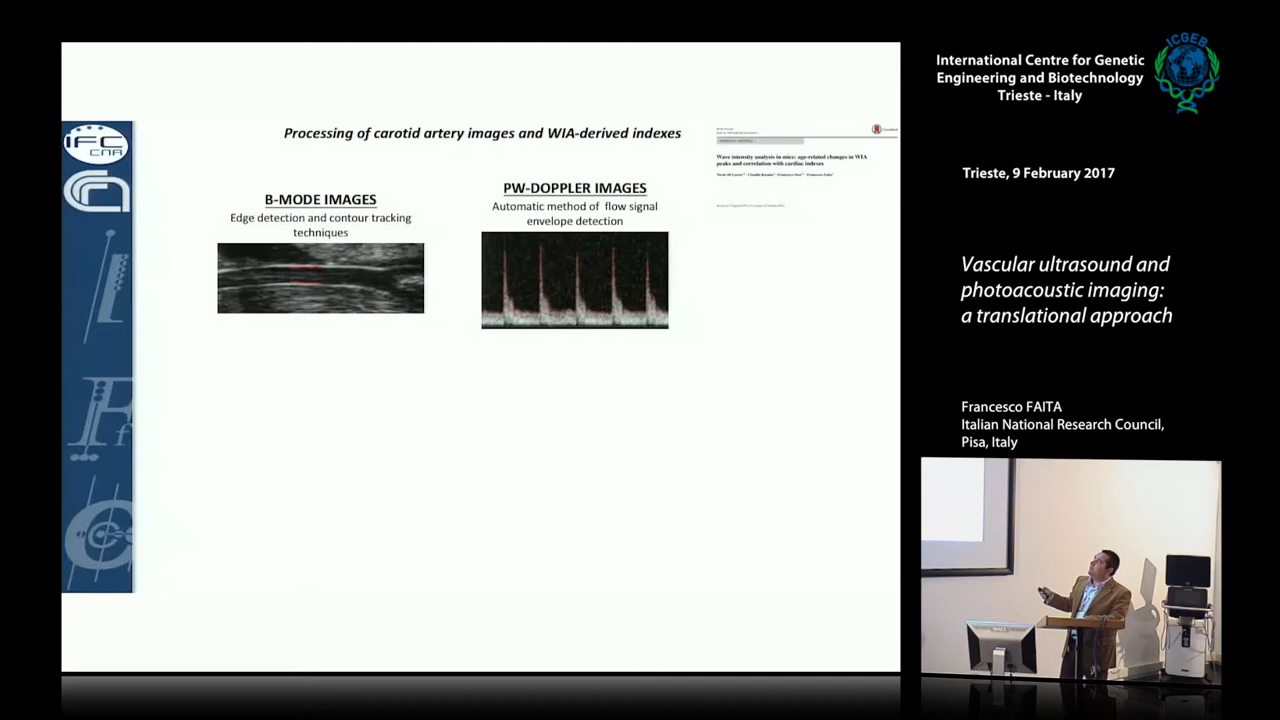 Processing of carotid artery images and WIA-derived indexes
B-MODE IMAGES
Edge detection and contour tracking
techniques
PW-DOPPLER IMAGES
Automatic method of flow signal
envelope detection
Wave intensity analysis in mice: age-related changes in WIA
peaks and correlation with cardiac indexes
IFC
CNR
International Centre for Genetic
Engineering and Biotechnology
Trieste - Italy
ICGEB
Trieste, 9 February 2017
Vascular ultrasound and
photoacoustic imaging:
a translational approach
Francesco FAITA
Italian National Research Council,
Pisa, Italy